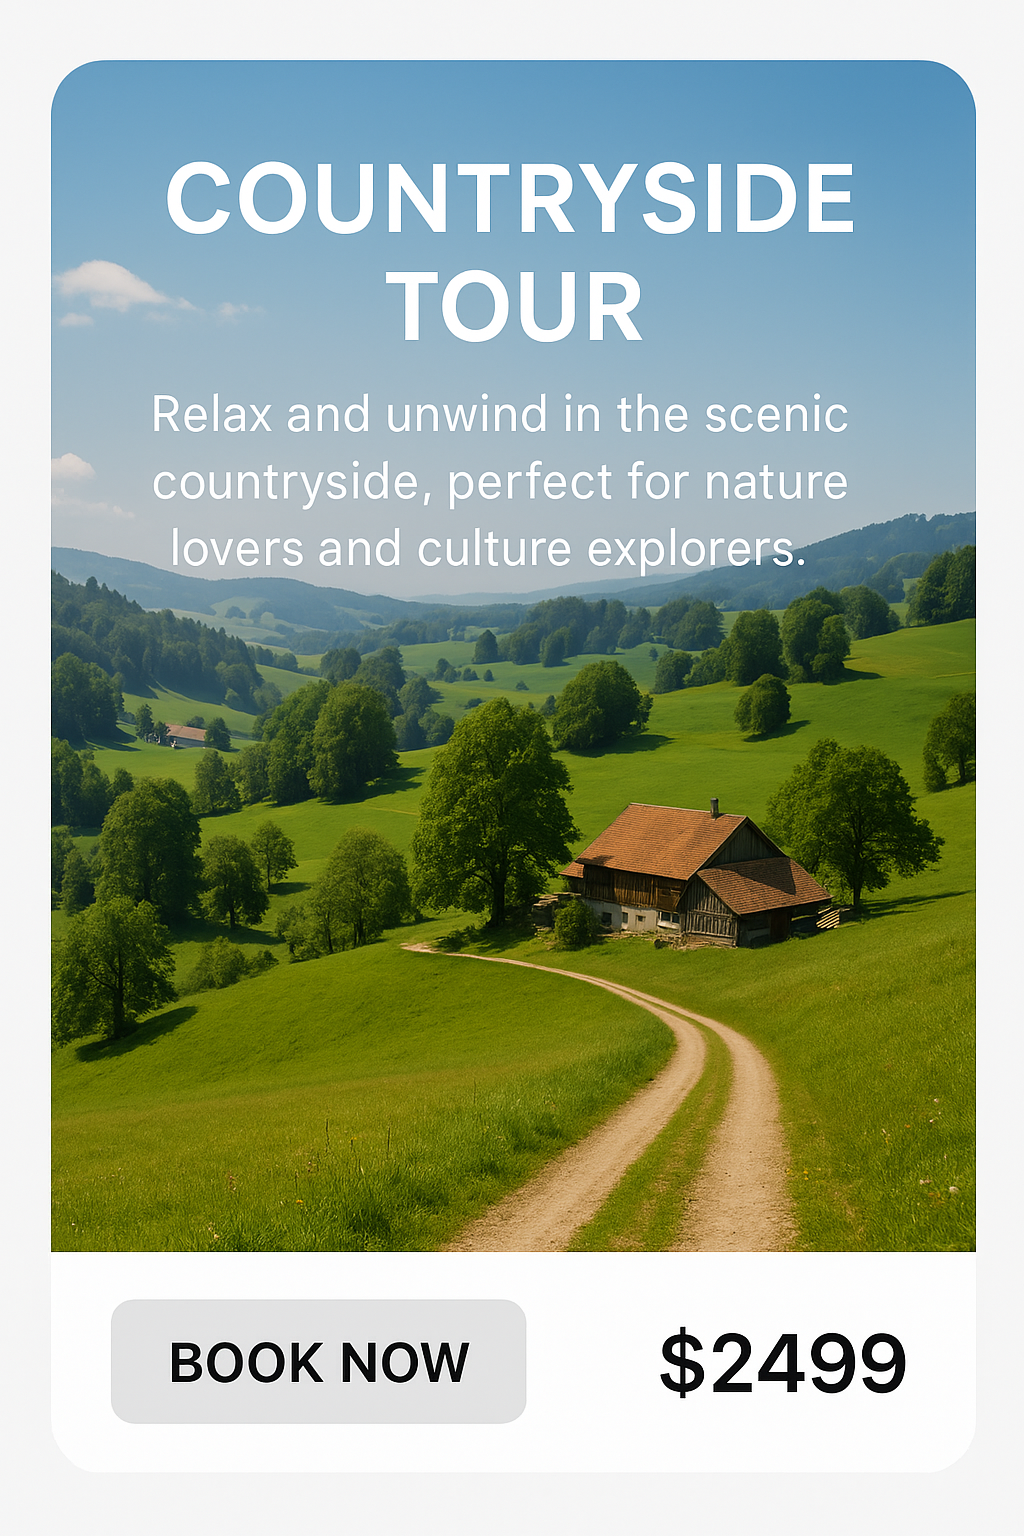 COUNTRYSIDE
TOUR
Relax and unwind in the scenic
countryside, perfect for nature
lovers and culture explorers.
BOOK NOW
$2499